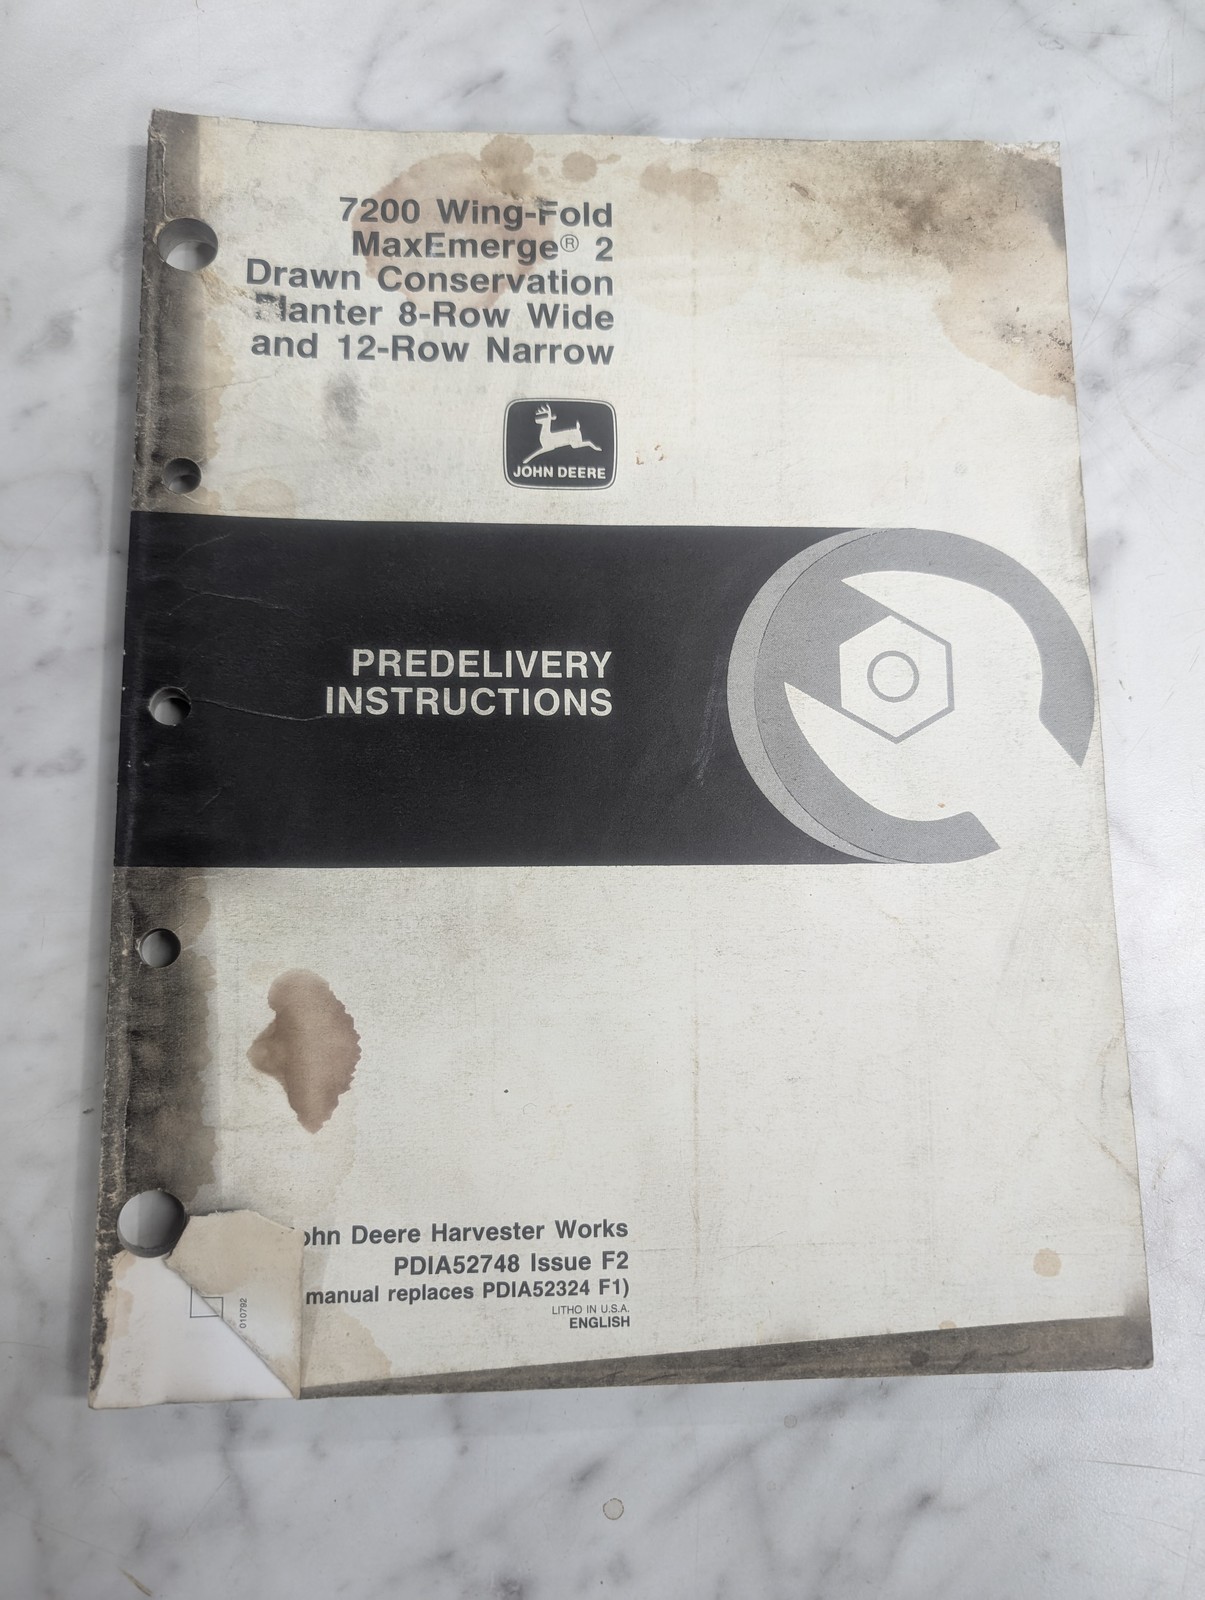 7200 Wing-Fold
MaxEmerge® 2
Drawn Conservation
Planter 8-Row Wide
and 12-Row Narrow
JOHN DEERE
PREDELIVERY
INSTRUCTIONS
ohn Deere Harvester Works
PDIA52748 Issue F2
manual replaces PDIA52324 F1)
LITHO IN U.S.A.
ENGLISH
010792